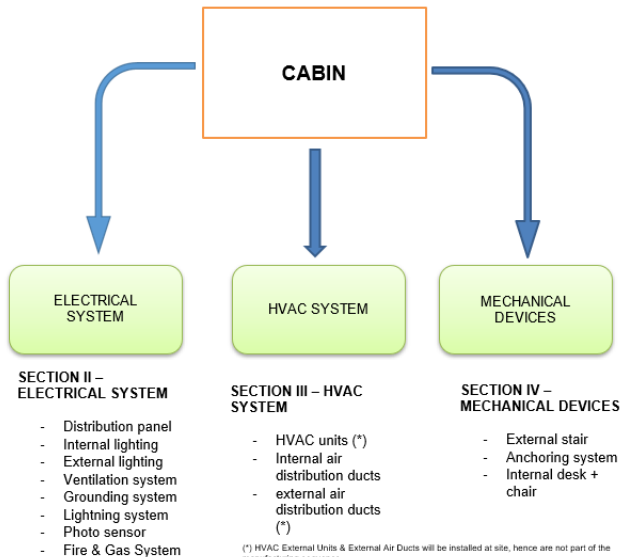 CABIN
ELECTRICAL
SYSTEM
HVAC SYSTEM
MECHANICAL
DEVICES
SECTION II –
ELECTRICAL SYSTEM
- Distribution panel
- Internal lighting
- External lighting
- Ventilation system
- Grounding system
- Lightning system
- Photo sensor
- Fire & Gas System
SECTION III – HVAC
SYSTEM
- HVAC units (*)
- Internal air
distribution ducts
- external air
distribution ducts
(*)
(*) HVAC External Units & External Air Ducts will be installed at site, hence are not part of the
SECTION IV –
MECHANICAL DEVICES
- External stair
- Anchoring system
- Internal desk +
chair